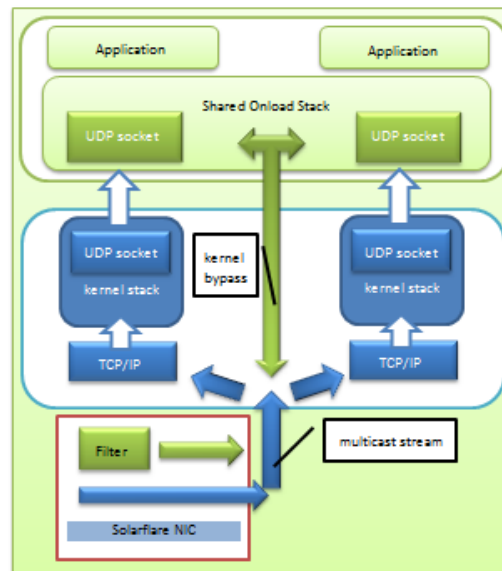 Application
Application
Shared Onload Stack
UDP socket
UDP socket
UDP socket
kernel stack
kernel
bypass
UDP socket
kernel stack
TCP/IP
TCP/IP
Filter
multicast stream
Solarflare NIC